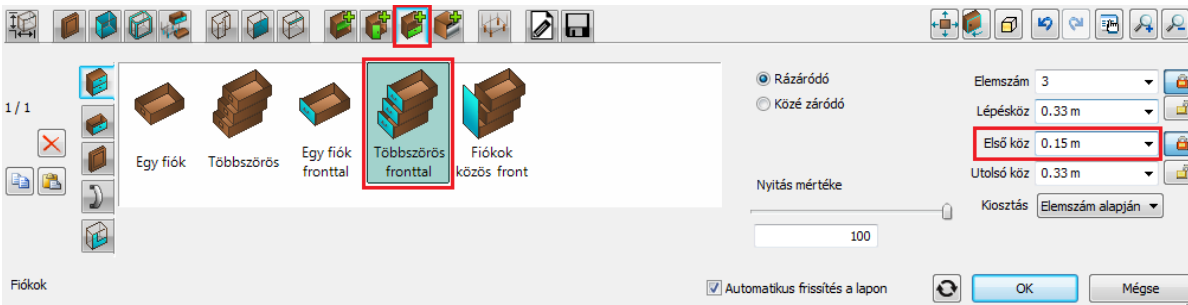 1 / 1
Egy fiók
Többszörös
Egy fiók
fronttal
Többszörös
fronttal
Fiókok
közös front
Rázáródó
Közé záródó
Nyitás mértéke
100
Elemszám 3
Lépésköz 0.33 m
Első köz 0.15 m
Utolsó köz 0.33 m
Kiosztás Elemszám alapján
Fiókok
Automatikus frissítés a lapon
OK
Mégse